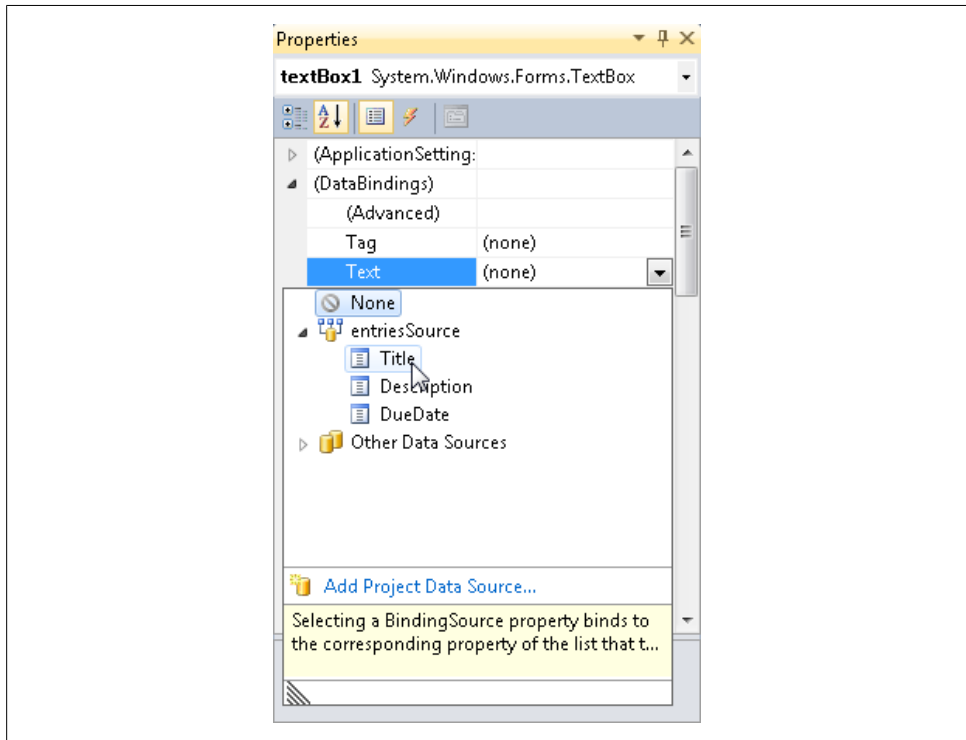 Properties
textBox1 System.Windows.Forms.TextBox
(ApplicationSetting:
(DataBindings)
(Advanced)
Tag (none)
Text (none)
None
entriesSource
Title
Description
DueDate
Other Data Sources
Add Project Data Source...
Selecting a BindingSource property binds to
the corresponding property of the list that t...